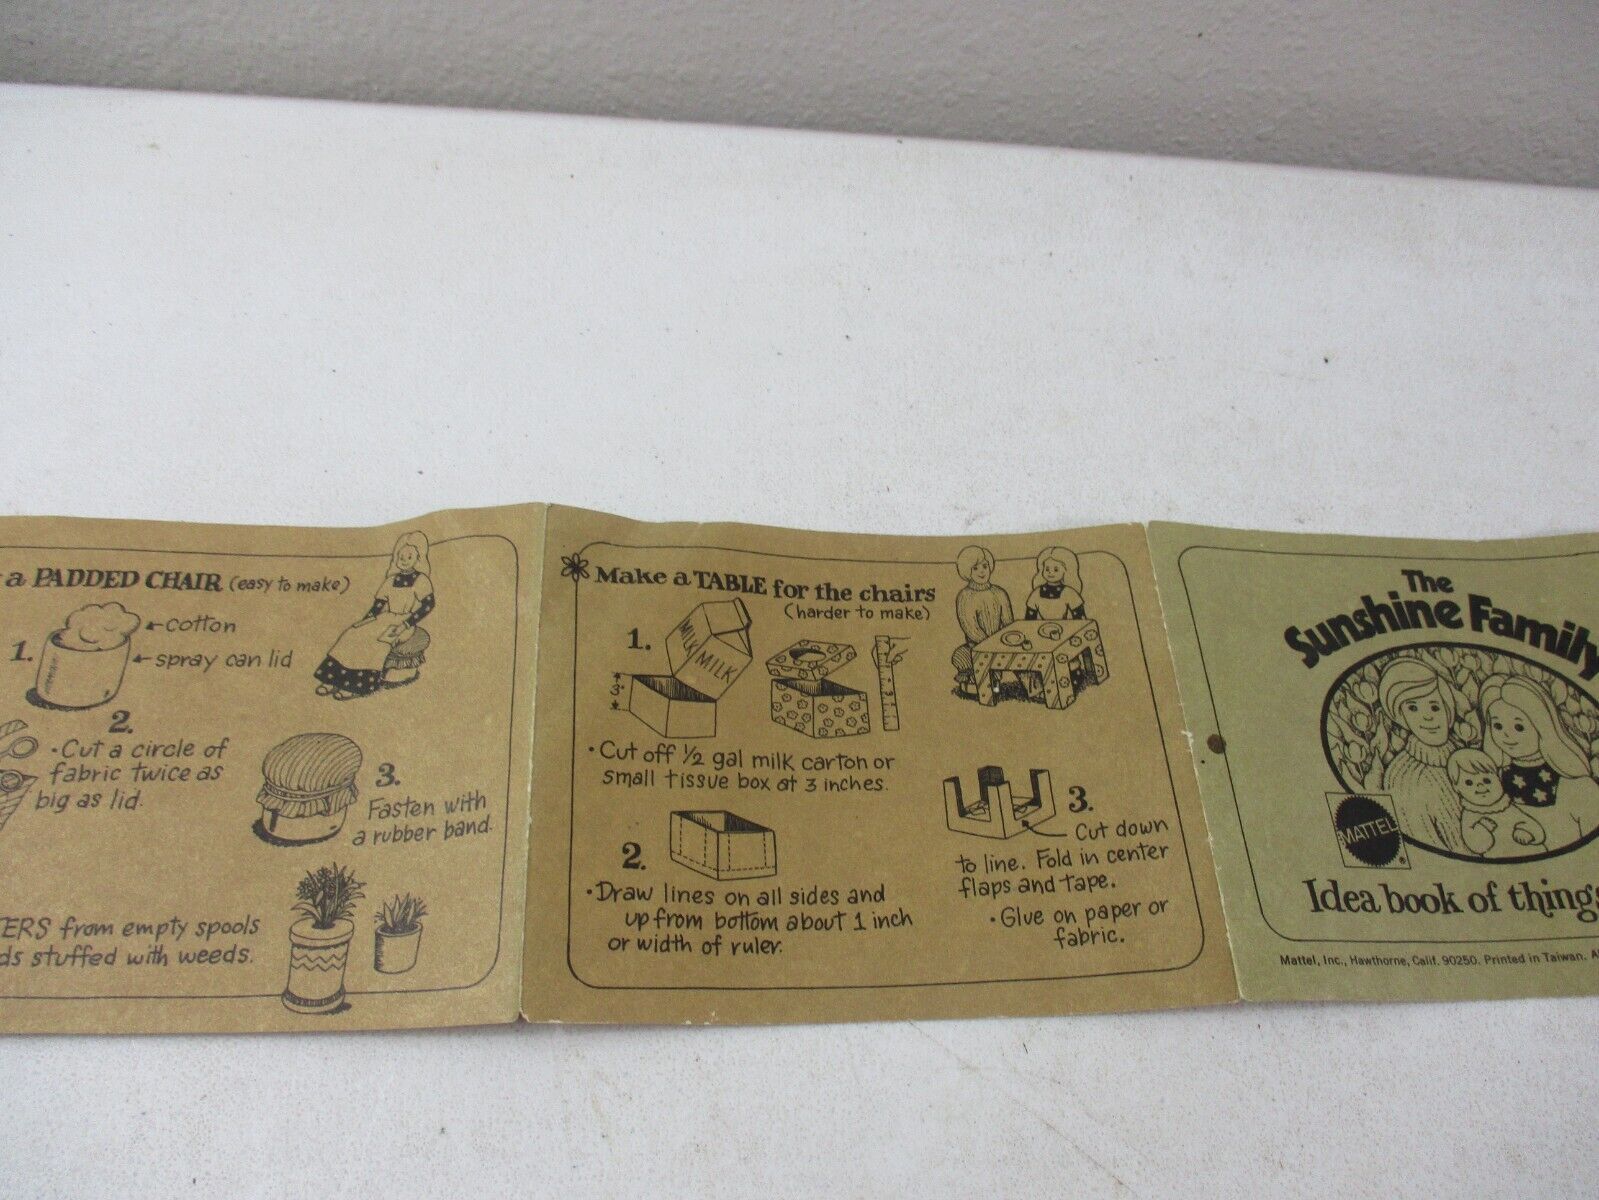 a PADDED CHAIR (easy to make)
cotton
1.
spray can lid
2.
• Cut a circle of
fabric twice as
big as lid.
3.
Fasten with
a rubber band.
TERS from empty spools
ds stuffed with weeds.
Make a TABLE for the chairs
(harder to make)
1.
MILK
MILK
3
• Cut off 1/2 gal milk carton or
small tissue box at 3 inches.
2.
• Draw lines on all sides and
up from bottom about 1 inch
or width of ruler.
3.
Cut down
to line. Fold in center
flaps and tape.
• Glue on paper or
fabric.
The
Sunshine Family
MATTEL
®
Idea book of things
Mattel, Inc., Hawthorne, Calif. 90250. Printed in Taiwan.